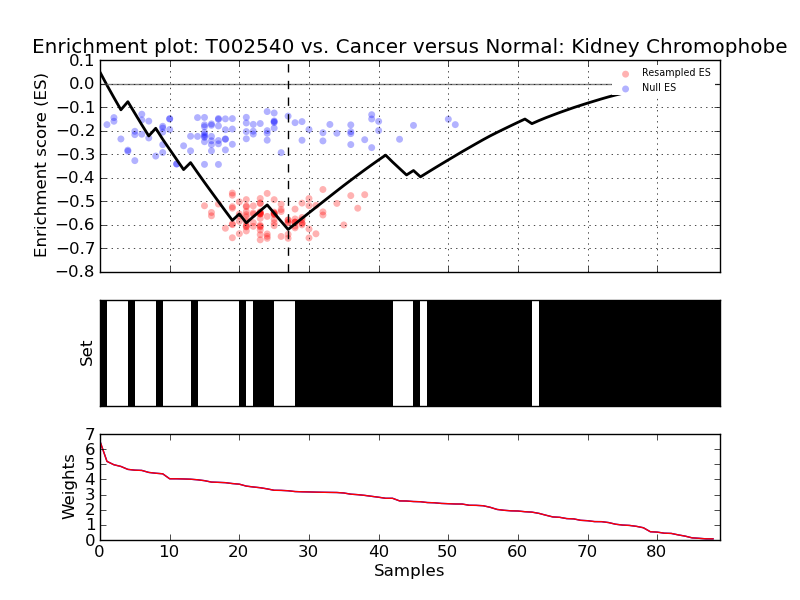 Enrichment plot: T002540 vs. Cancer versus Normal: Kidney Chromophobe
Enrichment score (ES)
0.1
0.0
−0.1
−0.2
−0.3
−0.4
−0.5
−0.6
−0.7
−0.8
Resampled ES
Null ES
Set
Weights
7
6
5
4
3
2
1
0
0 10 20 30 40 50 60 70 80
Samples